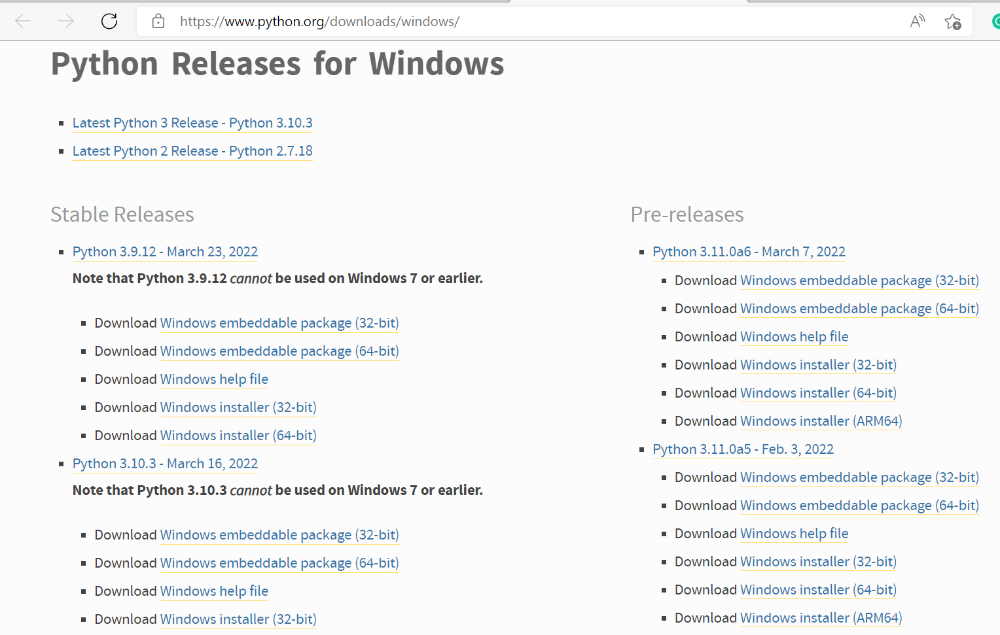 https://www.python.org/downloads/windows/
Python Releases for Windows
Latest Python 3 Release - Python 3.10.3
Latest Python 2 Release - Python 2.7.18
Stable Releases
Python 3.9.12 - March 23, 2022
Note that Python 3.9.12 cannot be used on Windows 7 or earlier.
Download Windows embeddable package (32-bit)
Download Windows embeddable package (64-bit)
Download Windows help file
Download Windows installer (32-bit)
Download Windows installer (64-bit)
Python 3.10.3 - March 16, 2022
Note that Python 3.10.3 cannot be used on Windows 7 or earlier.
Download Windows embeddable package (32-bit)
Download Windows embeddable package (64-bit)
Download Windows help file
Download Windows installer (32-bit)
Pre-releases
Python 3.11.0a6 - March 7, 2022
Download Windows embeddable package (32-bit)
Download Windows embeddable package (64-bit)
Download Windows help file
Download Windows installer (32-bit)
Download Windows installer (64-bit)
Download Windows installer (ARM64)
Python 3.11.0a5 - Feb. 3, 2022
Download Windows embeddable package (32-bit)
Download Windows embeddable package (64-bit)
Download Windows help file
Download Windows installer (32-bit)
Download Windows installer (64-bit)
Download Windows installer (ARM64)